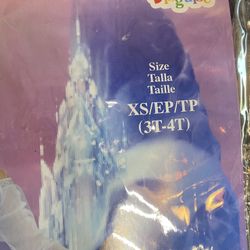 Size
Talla
Taille
XS/EP/TP
(3T-4T)